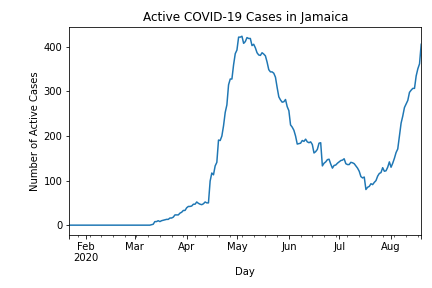 Active COVID-19 Cases in Jamaica
Number of Active Cases
400
300
200
100
0
Feb Mar Apr May Jun Jul Aug
2020
Day